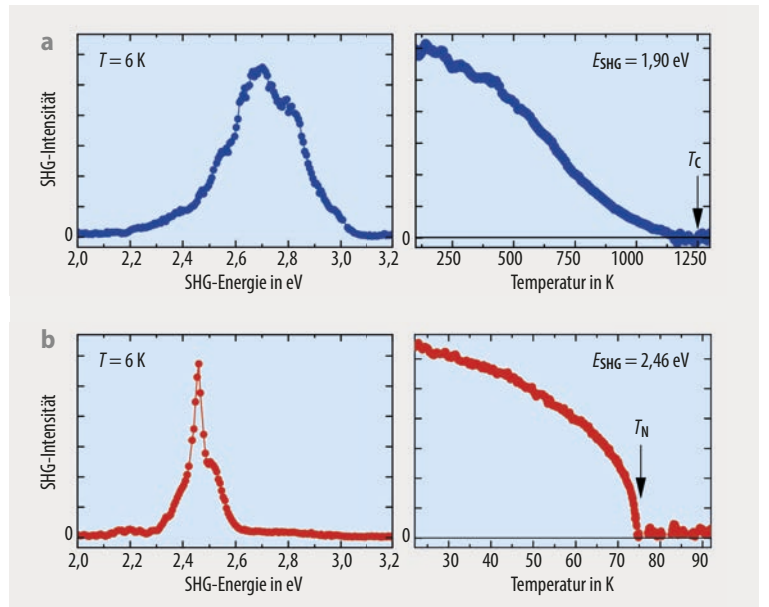 a
T = 6 K
SHG-Intensität
0
2,0 2,2 2,4 2,6 2,8 3,0 3,2
SHG-Energie in eV
E_SHG = 1,90 eV
T_C
0
250 500 750 1000 1250
Temperatur in K
b
T = 6 K
SHG-Intensität
0
2,0 2,2 2,4 2,6 2,8 3,0 3,2
SHG-Energie in eV
E_SHG = 2,46 eV
T_N
0
30 40 50 60 70 80 90
Temperatur in K